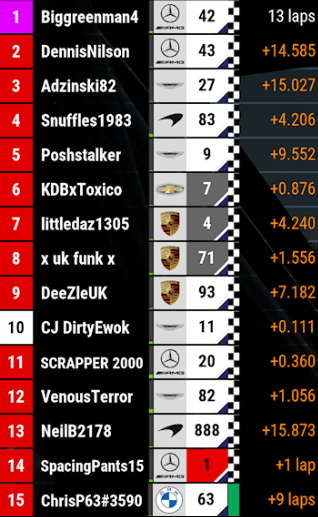 1 Biggreenman4 AMG 42 13 laps
2 DennisNilson AMG 43 +14.585
3 Adzinski82 27 +15.027
4 Snuffles1983 83 +4.206
5 Poshstalker 9 +9.552
6 KDBxToxico 7 +0.876
7 littledaz1305 4 +4.240
8 x uk funk x 71 +1.556
9 DeeZleUK 93 +7.182
10 CJ DirtyEwok 11 +0.111
11 SCRAPPER 2000 AMG 20 +0.360
12 VenousTerror 82 +1.056
13 NeilB2178 888 +15.873
14 SpacingPants15 AMG 1 +1 lap
15 ChrisP63#3590 63 +9 laps